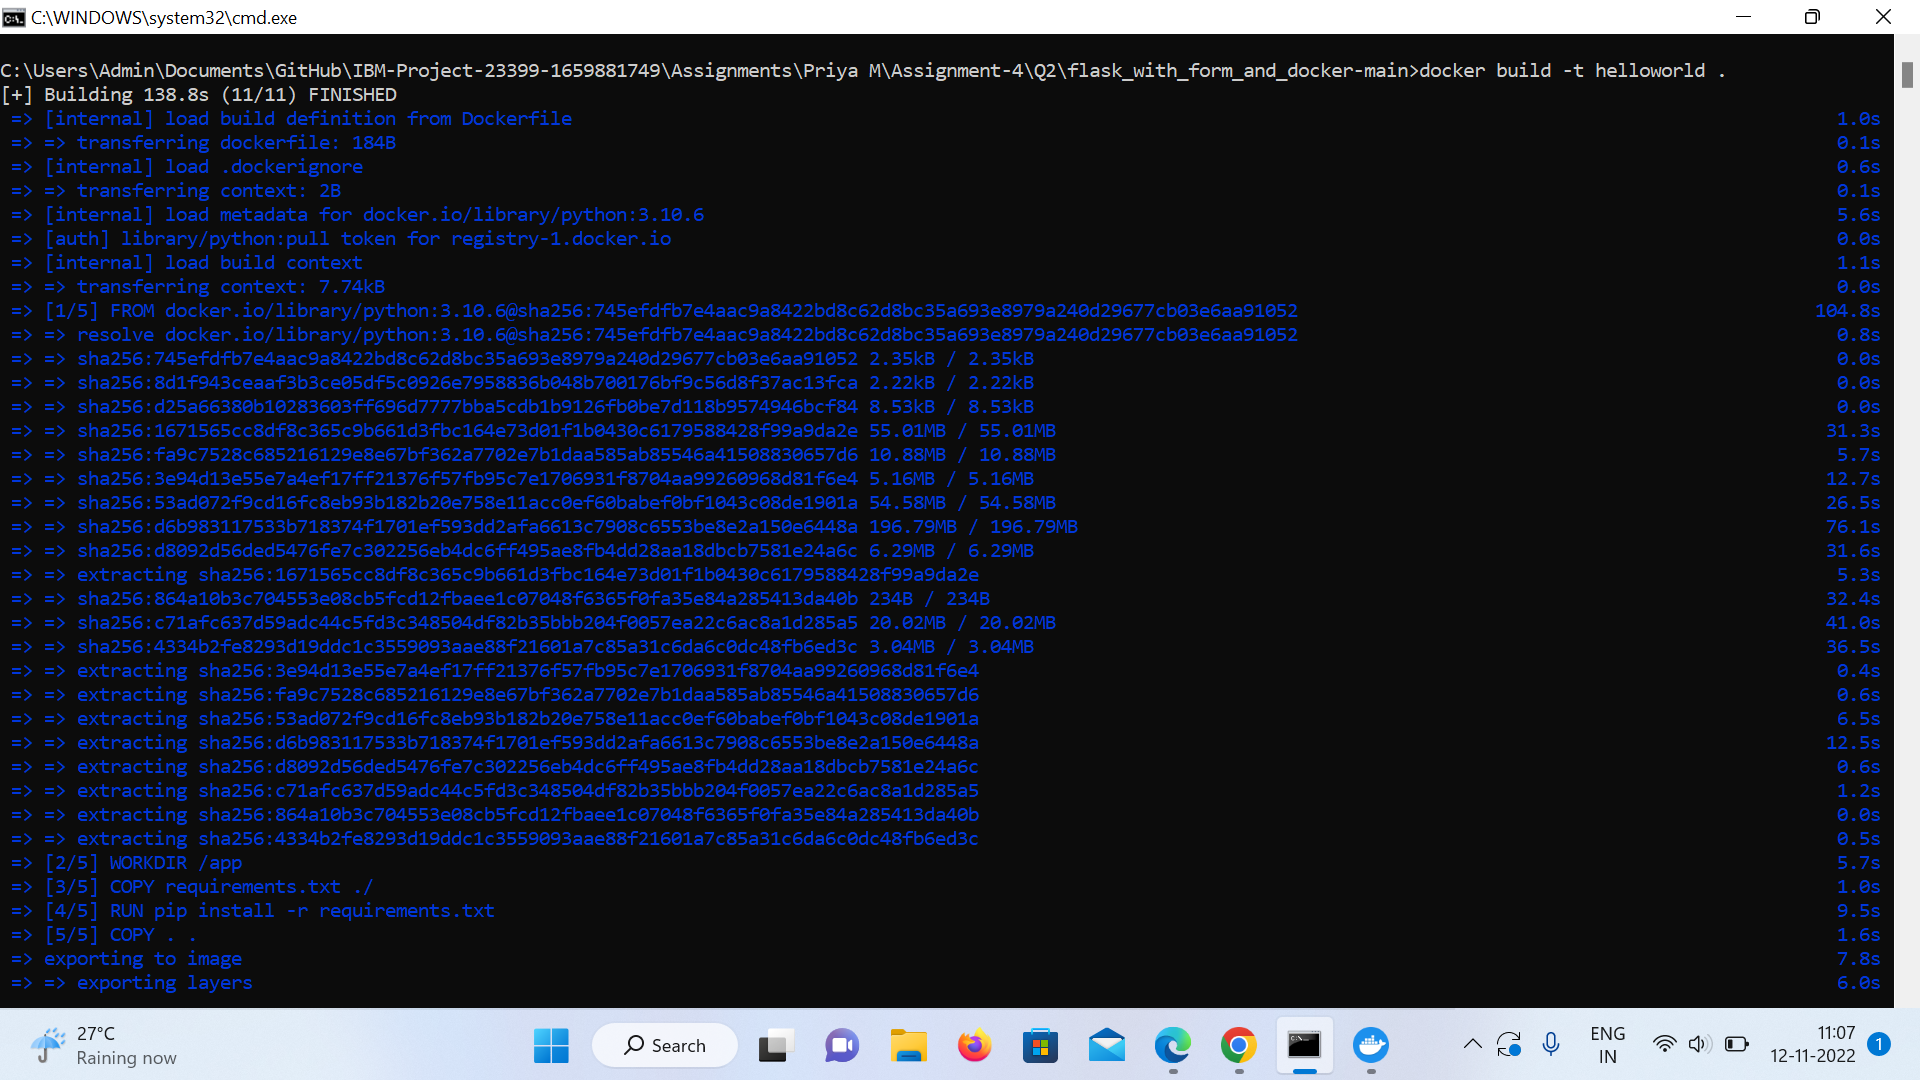 C:\WINDOWS\system32\cmd.exe
C:\Users\Admin\Documents\GitHub\IBM-Project-23399-1659881749\Assignments\Priya M\Assignment-4\Q2\flask_with_form_and_docker-main>docker build -t helloworld .
[+] Building 138.8s (11/11) FINISHED
=> [internal] load build definition from Dockerfile 1.0s
=> => transferring dockerfile: 184B 0.1s
=> [internal] load .dockerignore 0.6s
=> => transferring context: 2B 0.1s
=> [internal] load metadata for docker.io/library/python:3.10.6 5.6s
=> [auth] library/python:pull token for registry-1.docker.io 0.0s
=> [internal] load build context 1.1s
=> => transferring context: 7.74kB 0.0s
=> [1/5] FROM docker.io/library/python:3.10.6@sha256:745efdfb7e4aac9a8422bd8c62d8bc35a693e8979a240d29677cb03e6aa91052 104.8s
=> => resolve docker.io/library/python:3.10.6@sha256:745efdfb7e4aac9a8422bd8c62d8bc35a693e8979a240d29677cb03e6aa91052 0.8s
=> => sha256:745efdfb7e4aac9a8422bd8c62d8bc35a693e8979a240d29677cb03e6aa91052 2.35kB / 2.35kB 0.0s
=> => sha256:8d1f943ceaaf3b3ce05df5c0926e7958836b048b700176bf9c56d8f37ac13fca 2.22kB / 2.22kB 0.0s
=> => sha256:d25a66380b10283603ff696d7777bba5cdb1b9126fb0be7d118b9574946bcf84 8.53kB / 8.53kB 0.0s
=> => sha256:1671565cc8df8c365c9b661d3fbc164e73d01f1b0430c6179588428f99a9da2e 55.01MB / 55.01MB 31.3s
=> => sha256:fa9c7528c685216129e8e67bf362a7702e7b1daa585ab85546a41508830657d6 10.88MB / 10.88MB 5.7s
=> => sha256:3e94d13e55e7a4ef17ff21376f57fb95c7e1706931f8704aa99260968d81f6e4 5.16MB / 5.16MB 12.7s
=> => sha256:53ad072f9cd16fc8eb93b182b20e758e11acc0ef60babef0bf1043c08de1901a 54.58MB / 54.58MB 26.5s
=> => sha256:d6b983117533b718374f1701ef593dd2afa6613c7908c6553be8e2a150e6448a 196.79MB / 196.79MB 76.1s
=> => sha256:d8092d56ded5476fe7c302256eb4dc6ff495ae8fb4dd28aa18dbcb7581e24a6c 6.29MB / 6.29MB 31.6s
=> => extracting sha256:1671565cc8df8c365c9b661d3fbc164e73d01f1b0430c6179588428f99a9da2e 5.3s
=> => sha256:864a10b3c704553e08cb5fcd12fbaee1c07048f6365f0fa35e84a285413da40b 234B / 234B 32.4s
=> => sha256:c71afc637d59adc44c5fd3c348504df82b35bbb204f0057ea22c6ac8a1d285a5 20.02MB / 20.02MB 41.0s
=> => sha256:4334b2fe8293d19ddc1c3559093aae88f21601a7c85a31c6da6c0dc48fb6ed3c 3.04MB / 3.04MB 36.5s
=> => extracting sha256:3e94d13e55e7a4ef17ff21376f57fb95c7e1706931f8704aa99260968d81f6e4 0.4s
=> => extracting sha256:fa9c7528c685216129e8e67bf362a7702e7b1daa585ab85546a41508830657d6 0.6s
=> => extracting sha256:53ad072f9cd16fc8eb93b182b20e758e11acc0ef60babef0bf1043c08de1901a 6.5s
=> => extracting sha256:d6b983117533b718374f1701ef593dd2afa6613c7908c6553be8e2a150e6448a 12.5s
=> => extracting sha256:d8092d56ded5476fe7c302256eb4dc6ff495ae8fb4dd28aa18dbcb7581e24a6c 0.6s
=> => extracting sha256:c71afc637d59adc44c5fd3c348504df82b35bbb204f0057ea22c6ac8a1d285a5 1.2s
=> => extracting sha256:864a10b3c704553e08cb5fcd12fbaee1c07048f6365f0fa35e84a285413da40b 0.0s
=> => extracting sha256:4334b2fe8293d19ddc1c3559093aae88f21601a7c85a31c6da6c0dc48fb6ed3c 0.5s
=> [2/5] WORKDIR /app 5.7s
=> [3/5] COPY requirements.txt ./ 1.0s
=> [4/5] RUN pip install -r requirements.txt 9.5s
=> [5/5] COPY . . 1.6s
=> exporting to image 7.8s
=> => exporting layers 6.0s
27°C
Raining now
Search
ENG
IN
11:07
12-11-2022
1